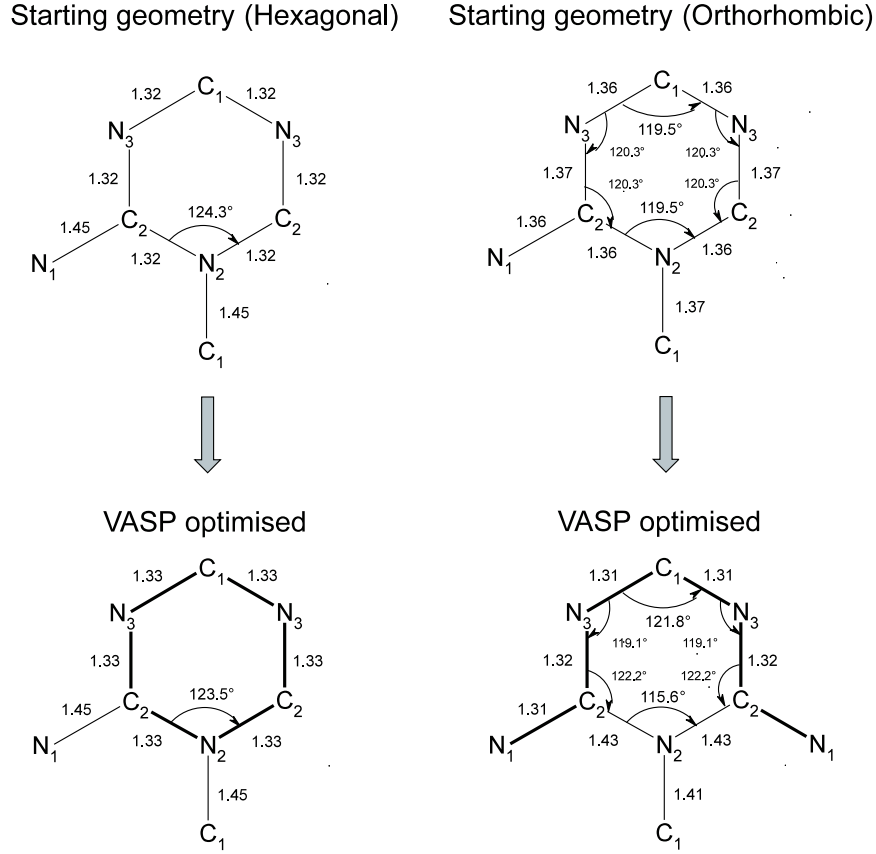 Starting geometry (Hexagonal)
Starting geometry (Orthorhombic)
C1
1.32 1.32
N3 N3
1.32 1.32
124.3°
1.45 C2 C2
1.32 1.32
N1 N2
1.45
C1
C1
1.36 1.36
N3 N3
119.5°
120.3° 120.3°
1.37 1.37
120.3° 120.3°
1.36 C2 119.5° C2
1.36 1.36
N1 N2
1.37
C1
VASP optimised
VASP optimised
C1
1.33 1.33
N3 N3
1.33 1.33
123.5°
1.45 C2 C2
1.33 1.33
N1 N2
1.45
C1
C1
1.31 1.31
N3 N3
121.8°
119.1° 119.1°
1.32 1.32
122.2° 122.2°
1.31 C2 115.6° C2
1.43 1.43
N1 N2 N1
1.41
C1